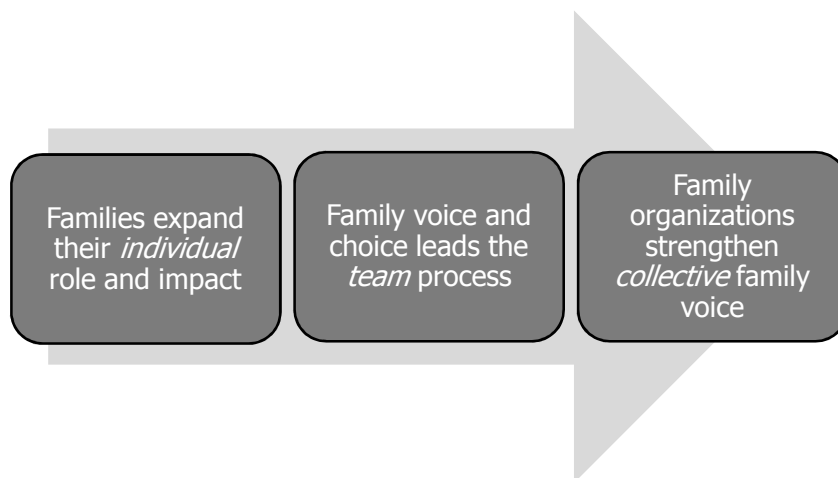 Families expand
their individual
role and impact
Family voice and
choice leads the
team process
Family
organizations
strengthen
collective family
voice